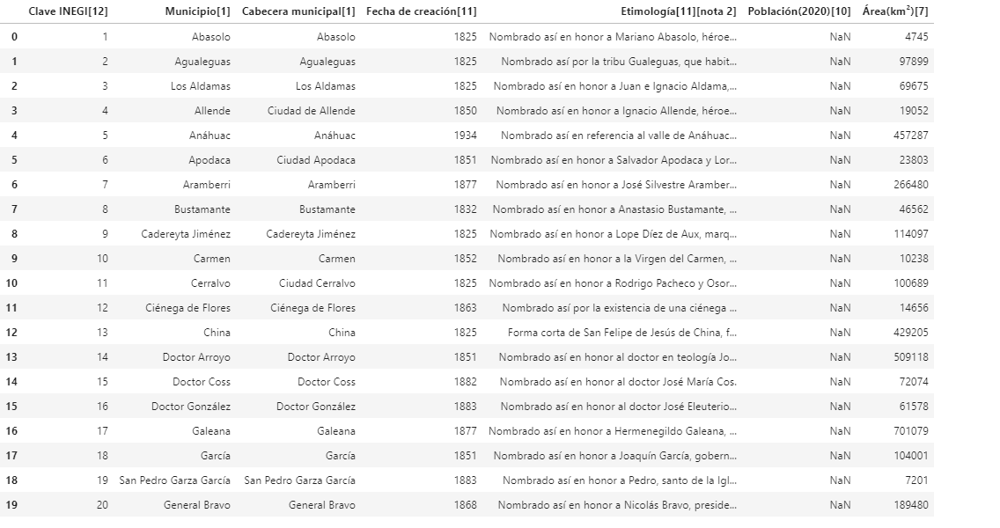 Clave INEGI[12] Municipio[1] Cabecera municipal[1] Fecha de creación[11] Etimología[11][nota 2] Población(2020)[10] Área(km²)[7]
0 1 Abasolo Abasolo 1825 Nombrado así en honor a Mariano Abasolo, héroe... NaN 4745
1 2 Agualeguas Agualeguas 1825 Nombrado así por la tribu Gualeguas, que habit... NaN 97899
2 3 Los Aldamas Los Aldamas 1825 Nombrado así en honor a Juan e Ignacio Aldama,... NaN 69675
3 4 Allende Ciudad de Allende 1850 Nombrado así en honor a Ignacio Allende, héroe... NaN 19052
4 5 Anáhuac Anáhuac 1934 Nombrado así en referencia al valle de Anáhuac... NaN 457287
5 6 Apodaca Ciudad Apodaca 1851 Nombrado así en honor a Salvador Apodaca y Lor... NaN 23803
6 7 Aramberri Aramberri 1877 Nombrado así en honor a José Silvestre Aramber... NaN 266480
7 8 Bustamante Bustamante 1832 Nombrado así en honor a Anastasio Bustamante, ... NaN 46562
8 9 Cadereyta Jiménez Cadereyta Jiménez 1825 Nombrado así en honor a Lope Díez de Aux, marq... NaN 114097
9 10 Carmen Carmen 1852 Nombrado así en honor a la Virgen del Carmen, ... NaN 10238
10 11 Cerralvo Ciudad Cerralvo 1825 Nombrado así en honor a Rodrigo Pacheco y Osor... NaN 100689
11 12 Ciénega de Flores Ciénega de Flores 1863 Nombrado así por la existencia de una ciénega ... NaN 14656
12 13 China China 1825 Forma corta de San Felipe de Jesús de China, f... NaN 429205
13 14 Doctor Arroyo Doctor Arroyo 1851 Nombrado así en honor al doctor en teología Jo... NaN 509118
14 15 Doctor Coss Doctor Coss 1882 Nombrado así en honor al doctor José María Cos. NaN 72074
15 16 Doctor González Doctor González 1883 Nombrado así en honor al doctor José Eleuterio... NaN 61578
16 17 Galeana Galeana 1877 Nombrado así en honor a Hermenegildo Galeana, ... NaN 701079
17 18 García García 1851 Nombrado así en honor a Joaquín García, gobern... NaN 104001
18 19 San Pedro Garza García San Pedro Garza García 1883 Nombrado así en honor a Pedro, santo de la Igl... NaN 7201
19 20 General Bravo General Bravo 1868 Nombrado así en honor a Nicolás Bravo, preside... NaN 189480